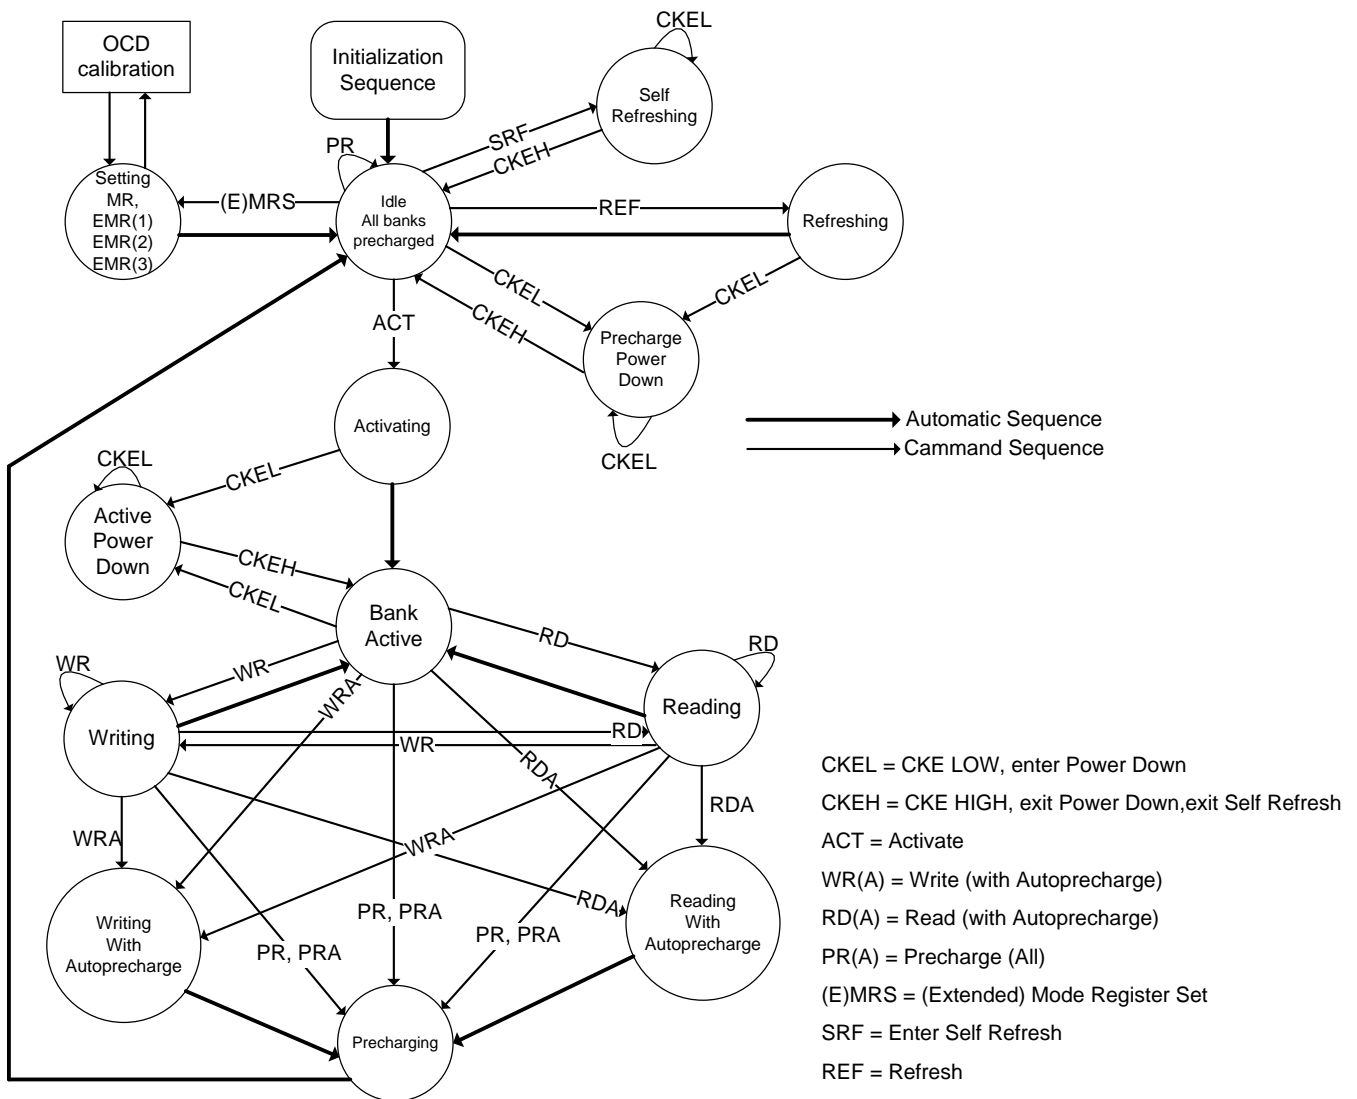 OCD
calibration
Initialization
Sequence
CKEL
Self
Refreshing
PR
SRF
CKEH
Setting
MR,
EMR(1)
EMR(2)
EMR(3)
(E)MRS
Idle
All banks
precharged
REF
Refreshing
CKEL
CKEH
CKEL
ACT
Precharge
Power
Down
CKEL
Activating
Automatic Sequence
Cammand Sequence
CKEL
CKEL
Active
Power
Down
CKEH
CKEL
Bank
Active
RD
RD
WR
WR
WRA
Reading
Writing
RD
WR
RDA
RDA
WRA
WRA
RDA
PR, PRA
PR, PRA
PR, PRA
Writing
With
Autoprecharge
Reading
With
Autoprecharge
Precharging
CKEL = CKE LOW, enter Power Down
CKEH = CKE HIGH, exit Power Down,exit Self Refresh
ACT = Activate
WR(A) = Write (with Autoprecharge)
RD(A) = Read (with Autoprecharge)
PR(A) = Precharge (All)
(E)MRS = (Extended) Mode Register Set
SRF = Enter Self Refresh
REF = Refresh